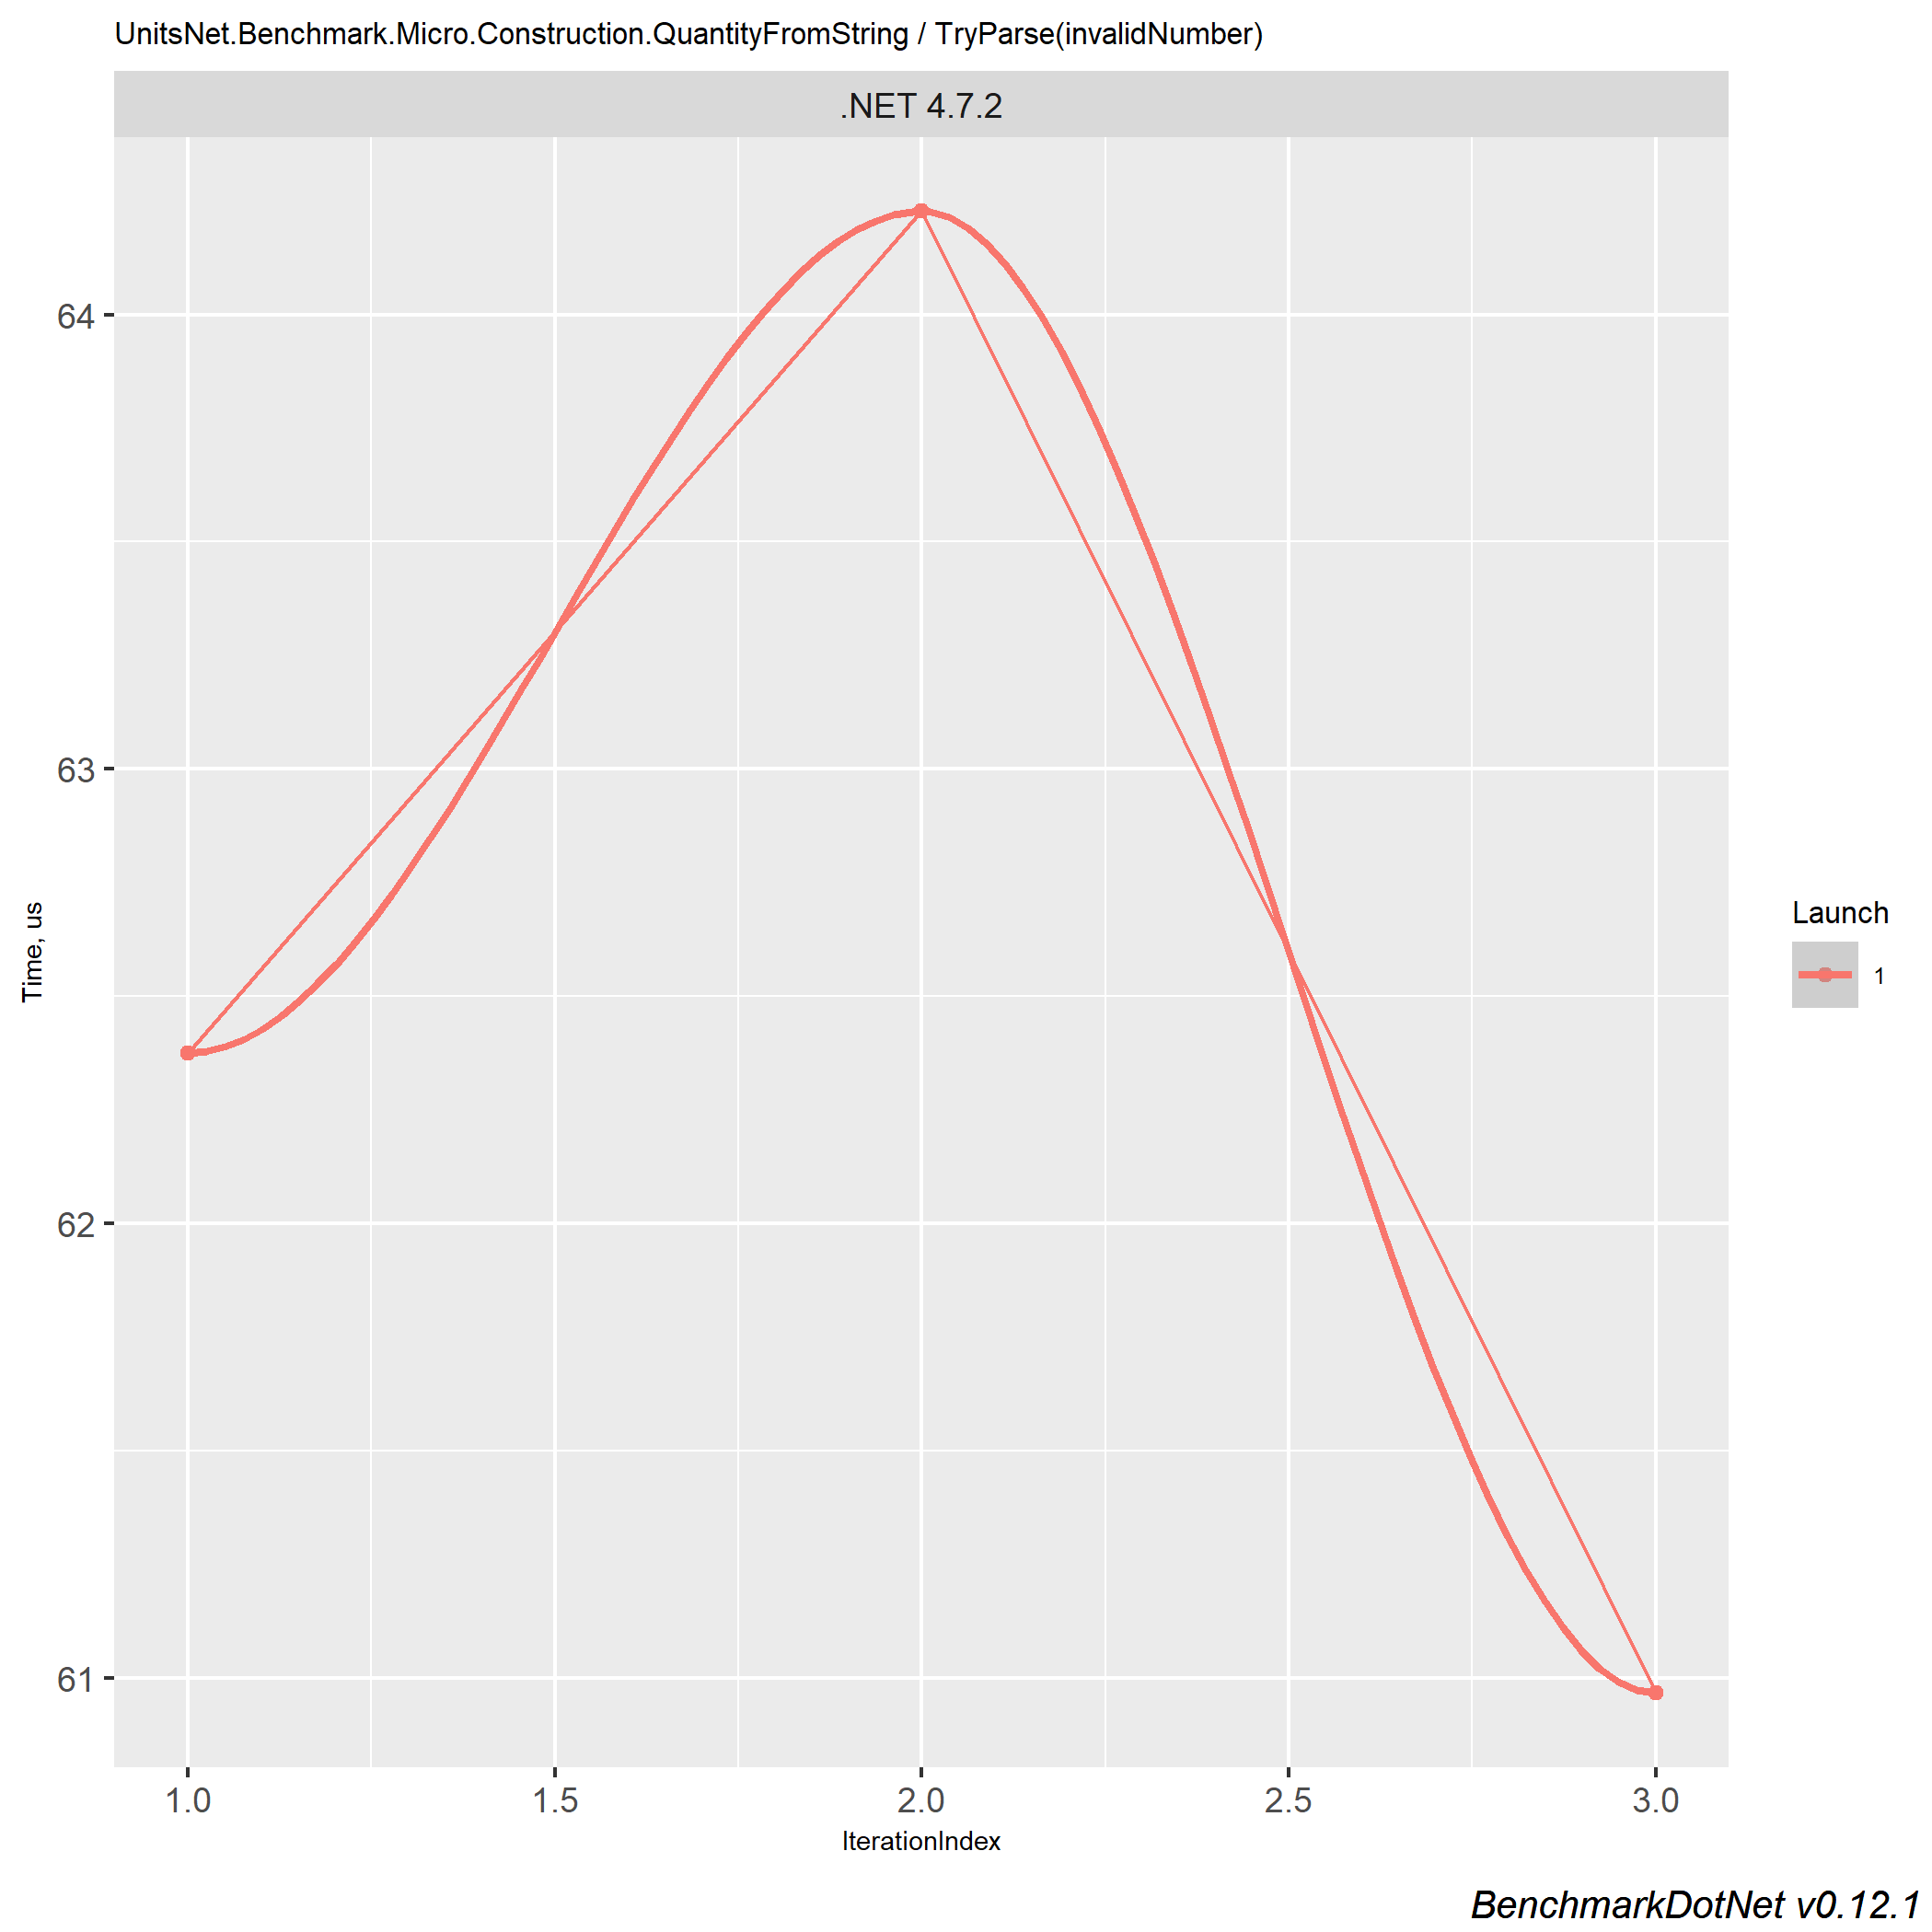 UnitsNet.Benchmark.Micro.Construction.QuantityFromString / TryParse(invalidNumber)
.NET 4.7.2
64
63
62
61
Time, us
1.0 1.5 2.0 2.5 3.0
IterationIndex
Launch
1
BenchmarkDotNet v0.12.1